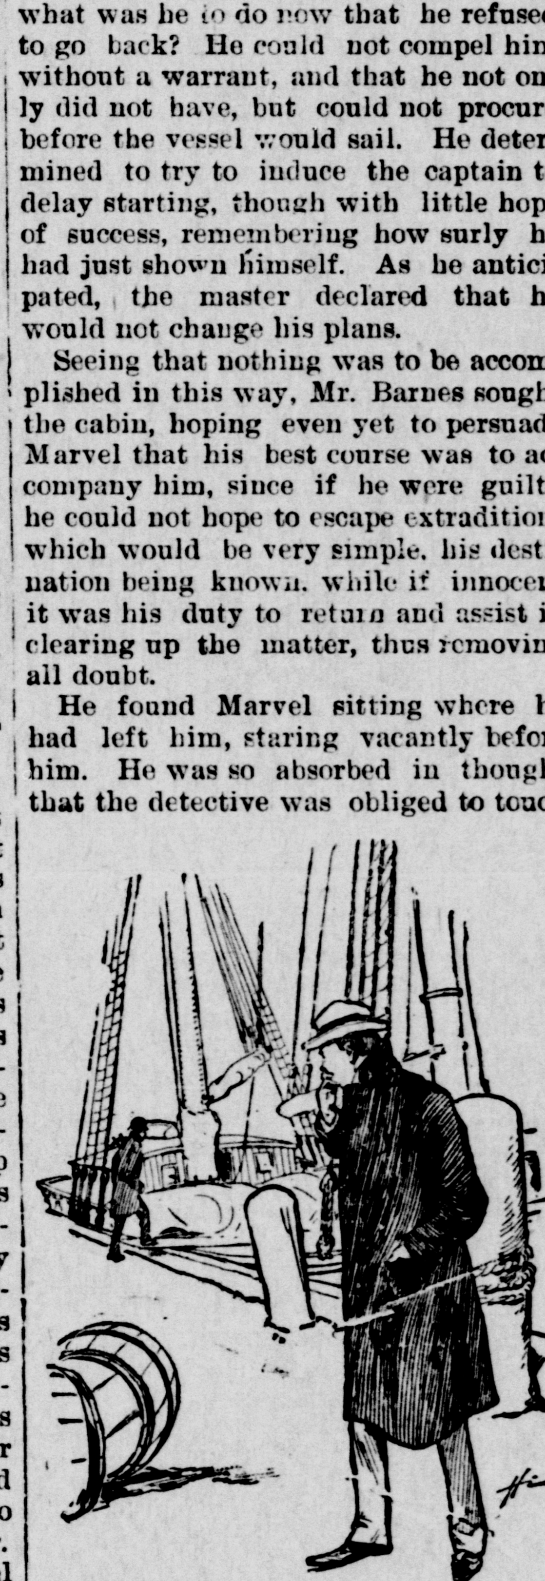 what was he to do now that he refuse
to go back? He could not compel him
without a warrant, and that he not on
ly did not have, but could not procur
before the vessel would sail. He deter
mined to try to induce the captain t
delay starting, though with little hop
of success, remembering how surly h
had just shown himself. As he antici
pated, the master declared that h
would not change his plans.
Seeing that nothing was to be accom
plished in this way, Mr. Barnes sough
the cabin, hoping even yet to persuad
Marvel that his best course was to ac
company him, since if he were guilt
he could not hope to escape extradition
which would be very simple, his dest
nation being known, while if innocen
it was his duty to return and assist i
clearing up the matter, thus removin
all doubt.
He found Marvel sitting where h
had left him, staring vacantly befor
him. He was so absorbed in though
that the detective was obliged to touc